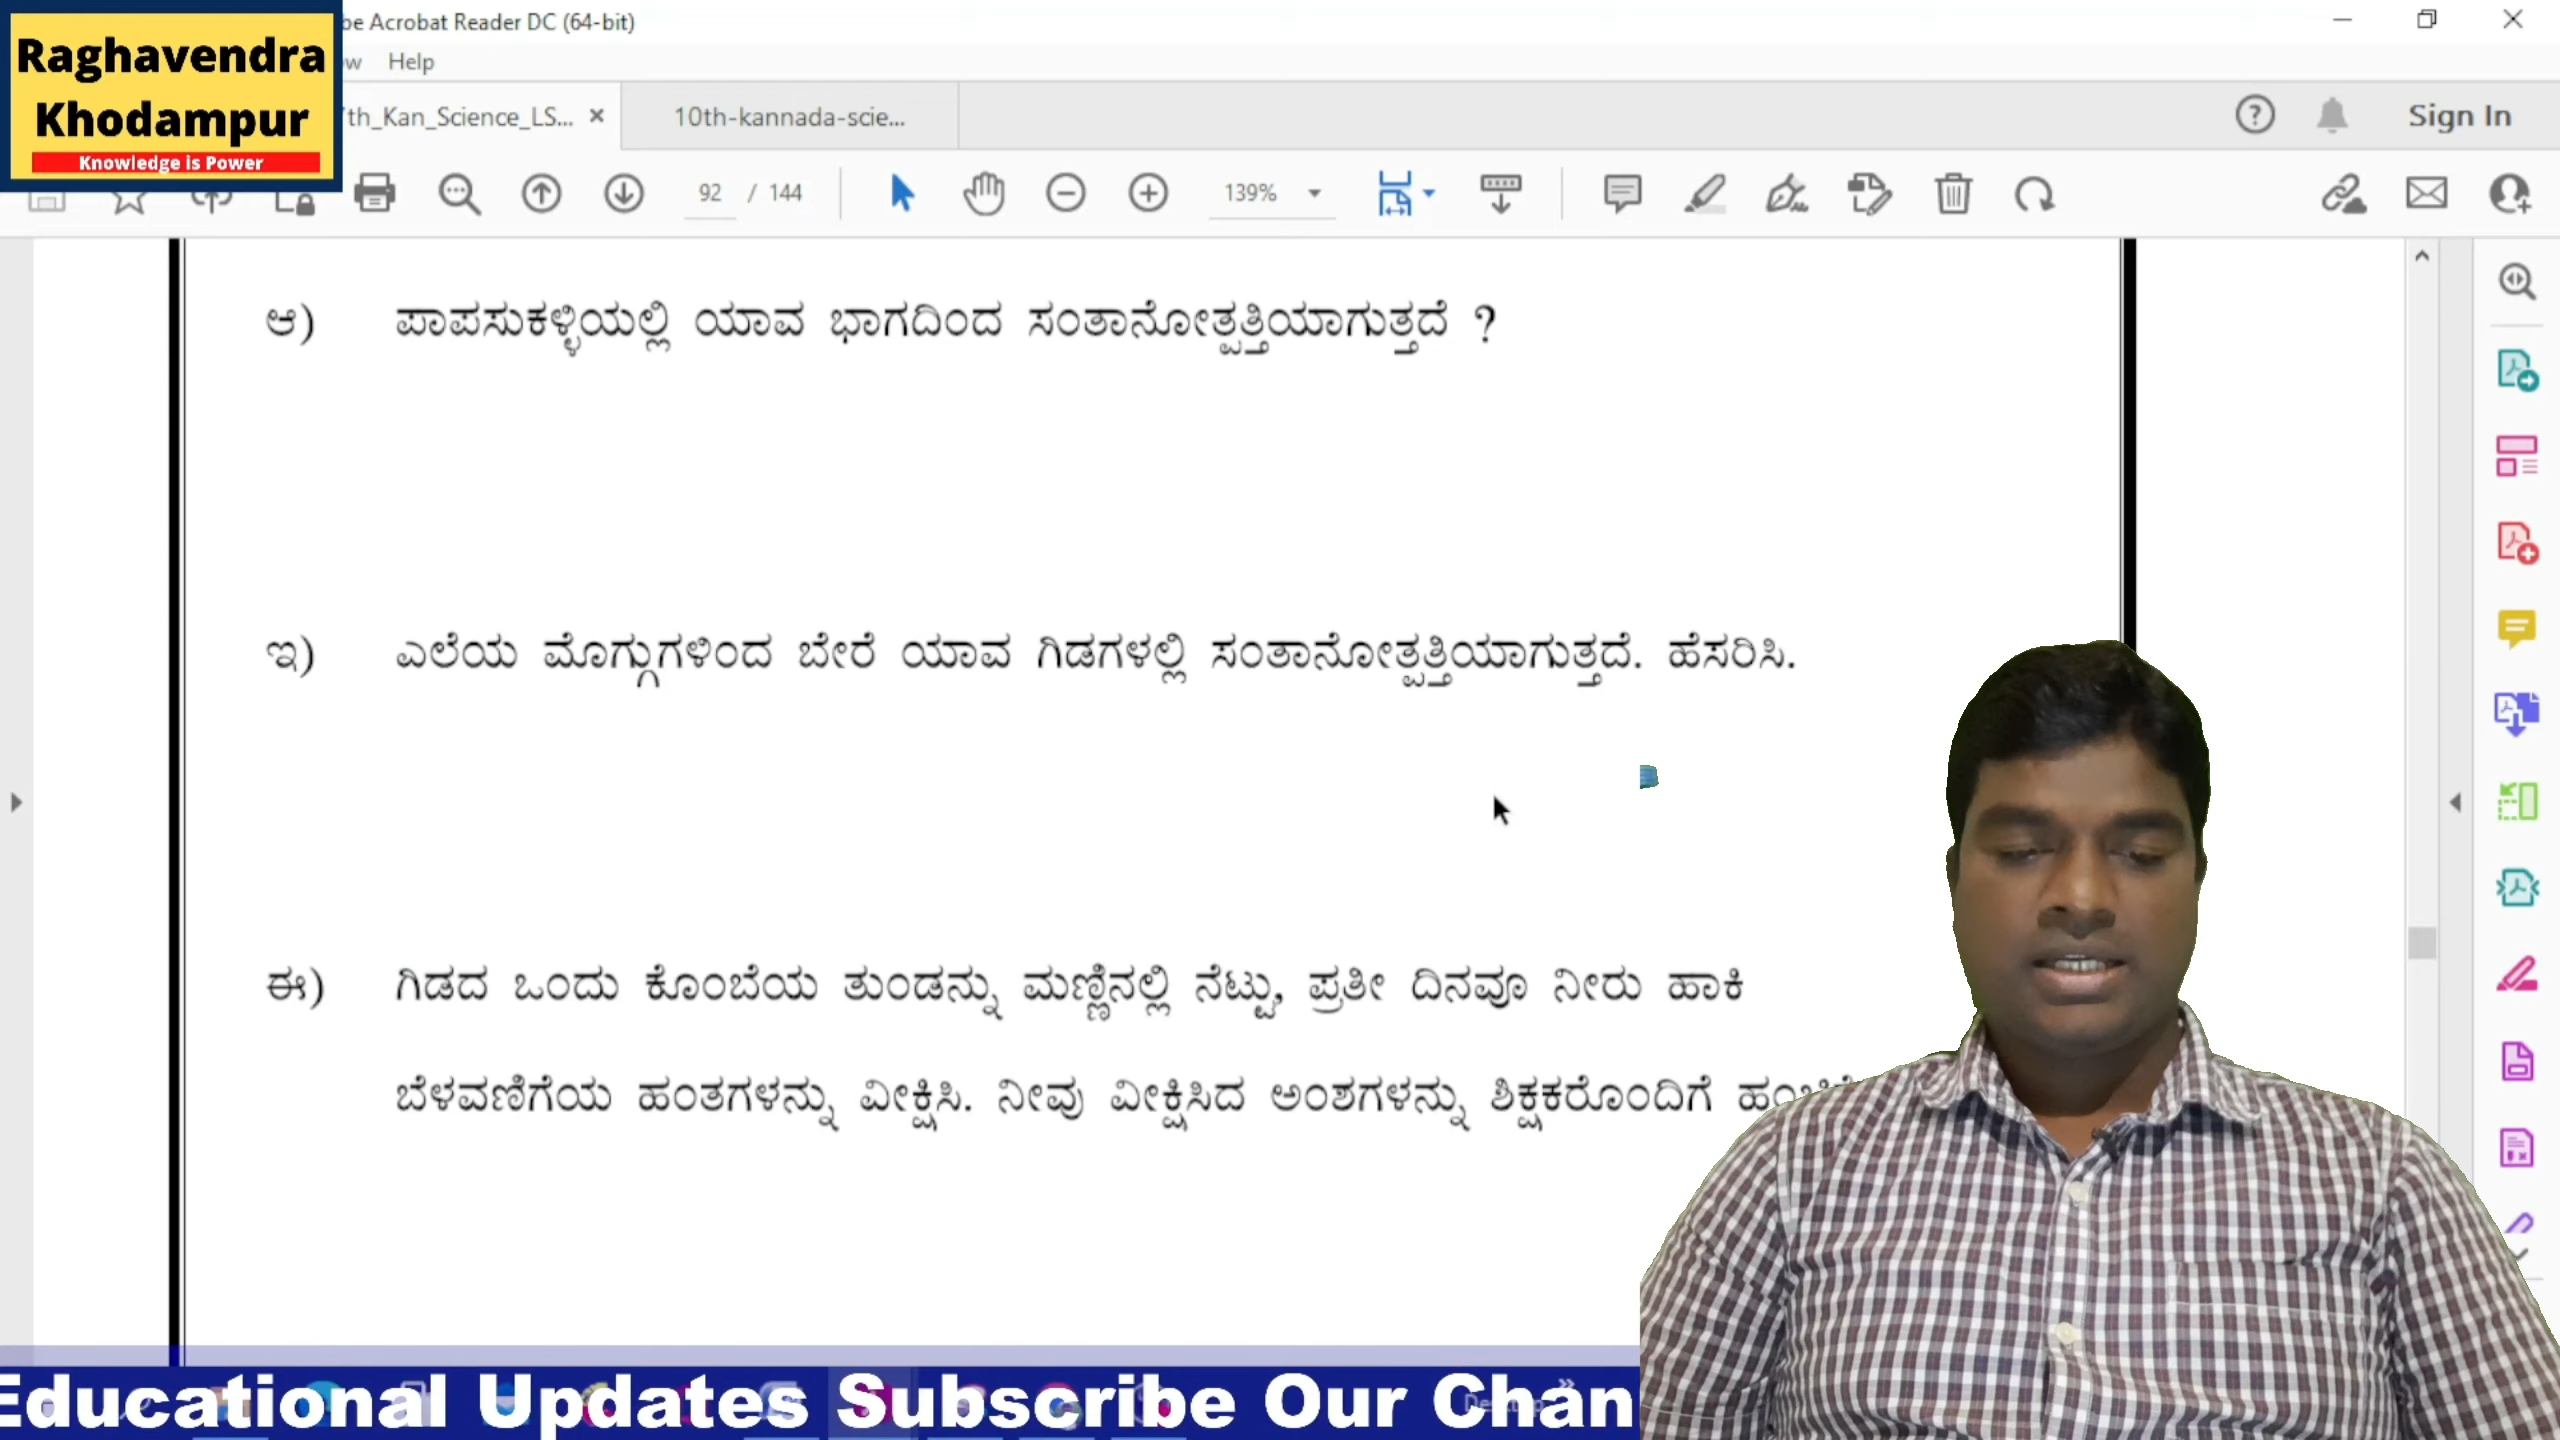 be Acrobat Reader DC (64-bit)
Raghavendra
Khodampur
Knowledge is Power
Help
7th_Kan_Science_LS...
10th-kannada-scie...
Sign In
92 / 144
139%
ಆ) ಪಾಪಸುಕಳ್ಳಿಯಲ್ಲಿ ಯಾವ ಭಾಗದಿಂದ ಸಂತಾನೋತ್ಪತ್ತಿಯಾಗುತ್ತದೆ ?
ಇ) ಎಲೆಯ ಮೊಗ್ಗುಗಳಿಂದ ಬೇರೆ ಯಾವ ಗಿಡಗಳಲ್ಲಿ ಸಂತಾನೋತ್ಪತ್ತಿಯಾಗುತ್ತದೆ. ಹೆಸರಿಸಿ.
ಈ) ಗಿಡದ ಒಂದು ಕೊಂಬೆಯ ತುಂಡನ್ನು ಮಣ್ಣಿನಲ್ಲಿ ನೆಟ್ಟು, ಪ್ರತೀ ದಿನವೂ ನೀರು ಹಾಕಿ
ಬೆಳವಣಿಗೆಯ ಹಂತಗಳನ್ನು ವೀಕ್ಷಿಸಿ. ನೀವು ವೀಕ್ಷಿಸಿದ ಅಂಶಗಳನ್ನು ಶಿಕ್ಷಕರೊಂದಿಗೆ
Educational Updates Subscribe Our Chan